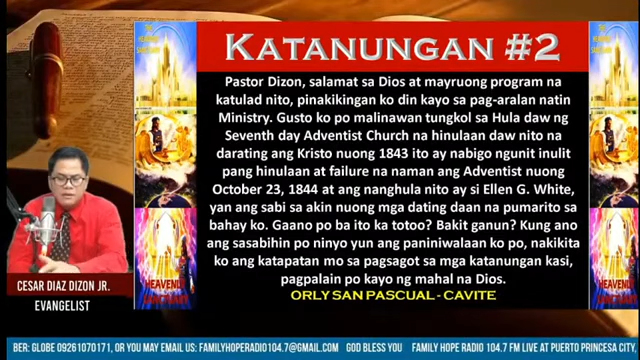 KATANUNGAN #2
Pastor Dizon, salamat sa Dios at mayruong program na
katulad nito, pinakikingan ko din kayo sa pag-aralan natin
Ministry. Gusto ko po malinawan tungkol sa Hula daw ng
Seventh day Adventist Church na hinulaan daw nito na
darating ang Kristo nuong 1843 ito ay nabigo ngunit inulit
pang hinulaan at failure na naman ang Adventist nuong
October 23, 1844 at ang nanghula nito ay si Ellen G. White,
yan ang sabi sa akin nuong mga dating daan na pumarito sa
bahay ko. Gaano po ba ito ka totoo? Bakit ganun? Kung ano
ang sasabihin po ninyo yun ang paniniwalaan ko po, nakikita
ko ang katapatan mo sa pagsagot sa mga katanungan kasi,
pagpalain po kayo ng mahal na Dios.
ORLY SAN PASCUAL - CAVITE
HEAVENLY
SANCTUARY
HEAVENLY
SANCTUARY
CESAR DIAZ DIZON JR.
EVANGELIST
BER: GLOBE 09261070171, OR YOU MAY EMAIL US: FAMILYHOPERADIO104.7@GMAIL.COM GOD BLESS YOU FAMILY HOPE RADIO 104.7 FM LIVE AT PUERTO PRINCESA CITY,